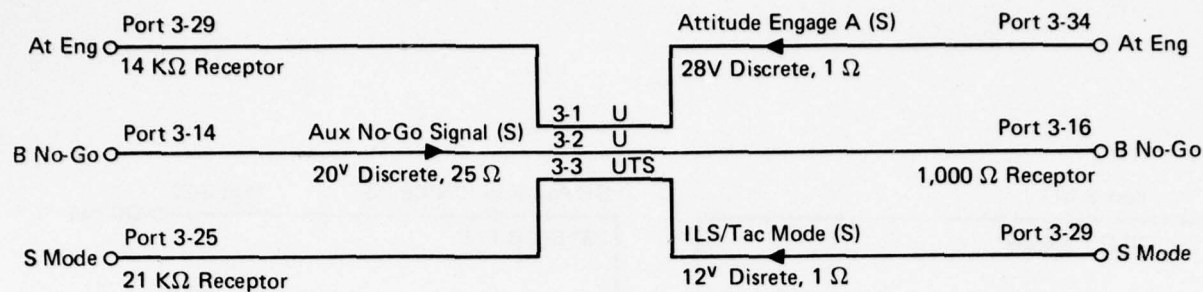 Port 3-29 Attitude Engage A (S) Port 3-34
At Eng At Eng
14 KΩ Receptor 28V Discrete, 1 Ω
3-1 U
Port 3-14 Aux No-Go Signal (S) 3-2 U Port 3-16
B No-Go B No-Go
20V Discrete, 25 Ω 3-3 UTS 1,000 Ω Receptor
Port 3-25 ILS/Tac Mode (S) Port 3-29
S Mode S Mode
21 KΩ Receptor 12V Disrete, 1 Ω